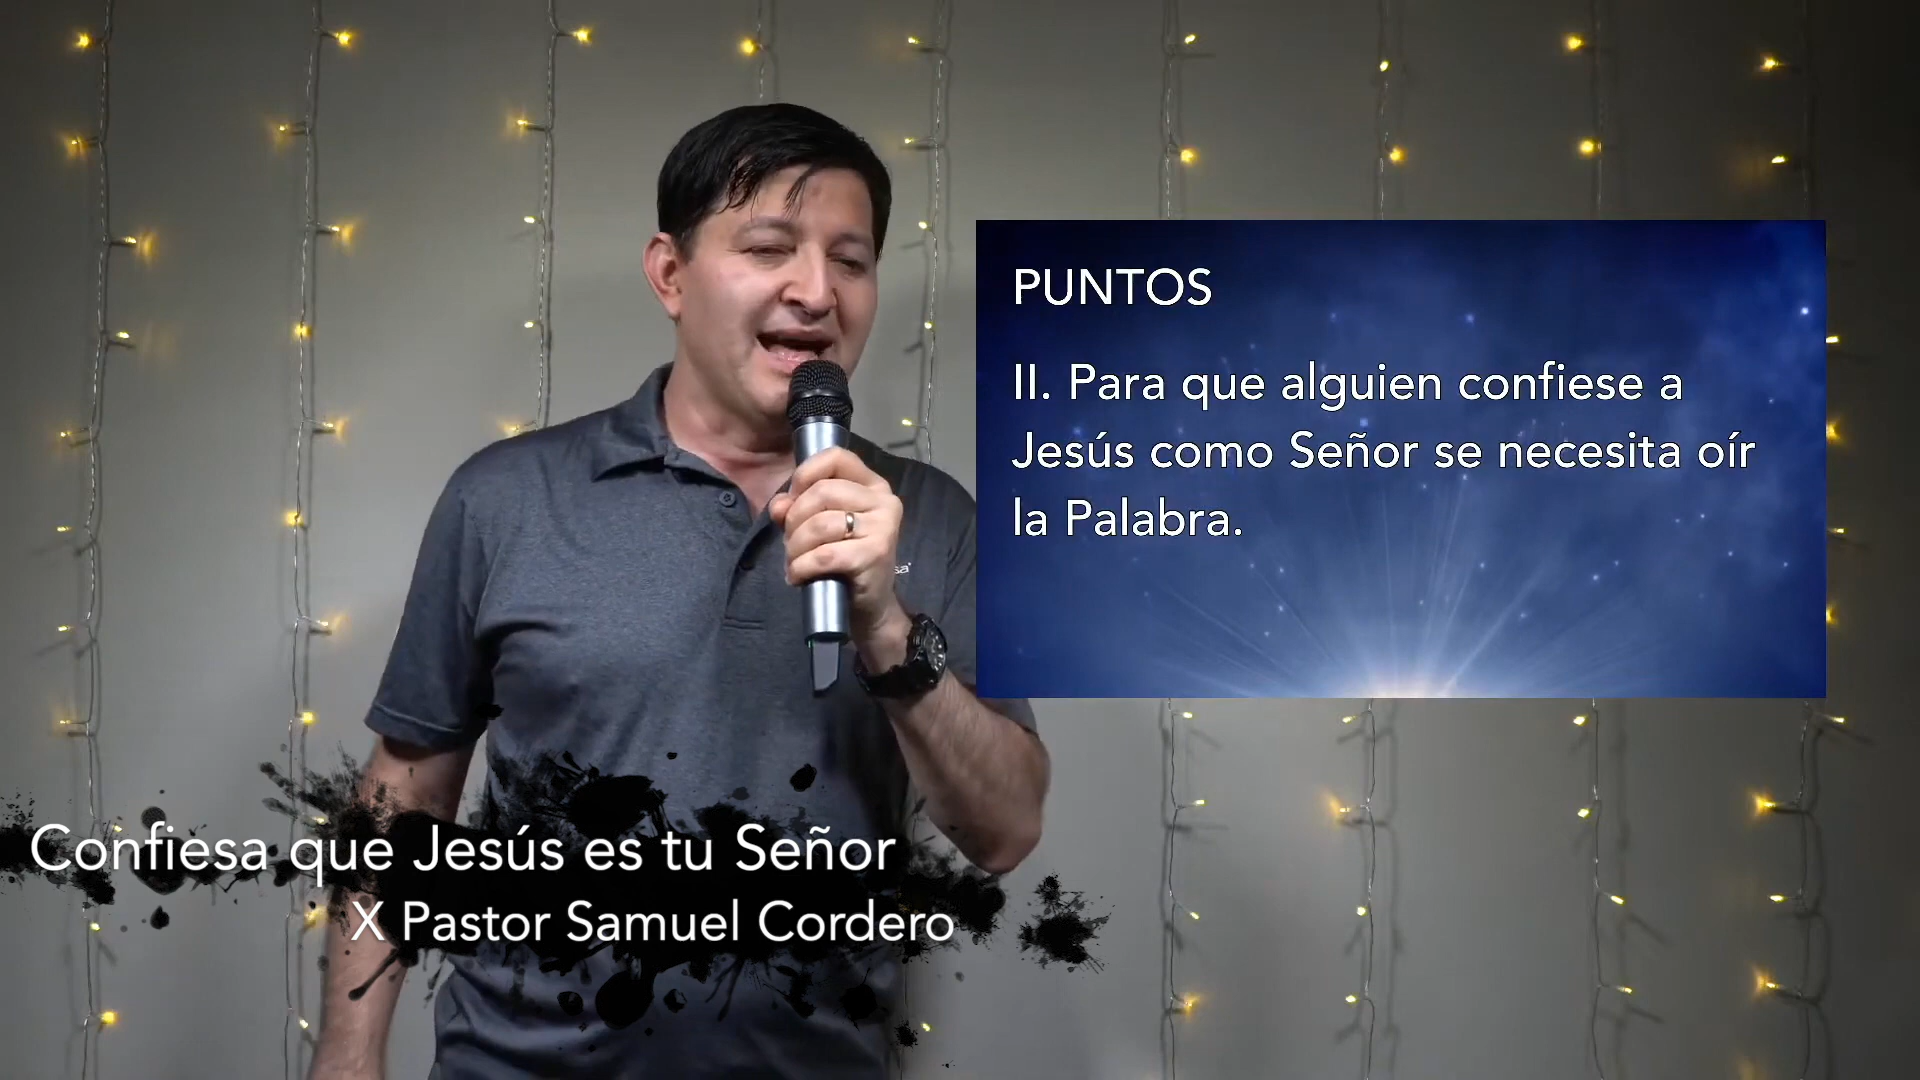 PUNTOS
II. Para que alguien confiese a
Jesús como Señor se necesita oír
la Palabra.
Confiesa que Jesús es tu Señor
X Pastor Samuel Cordero